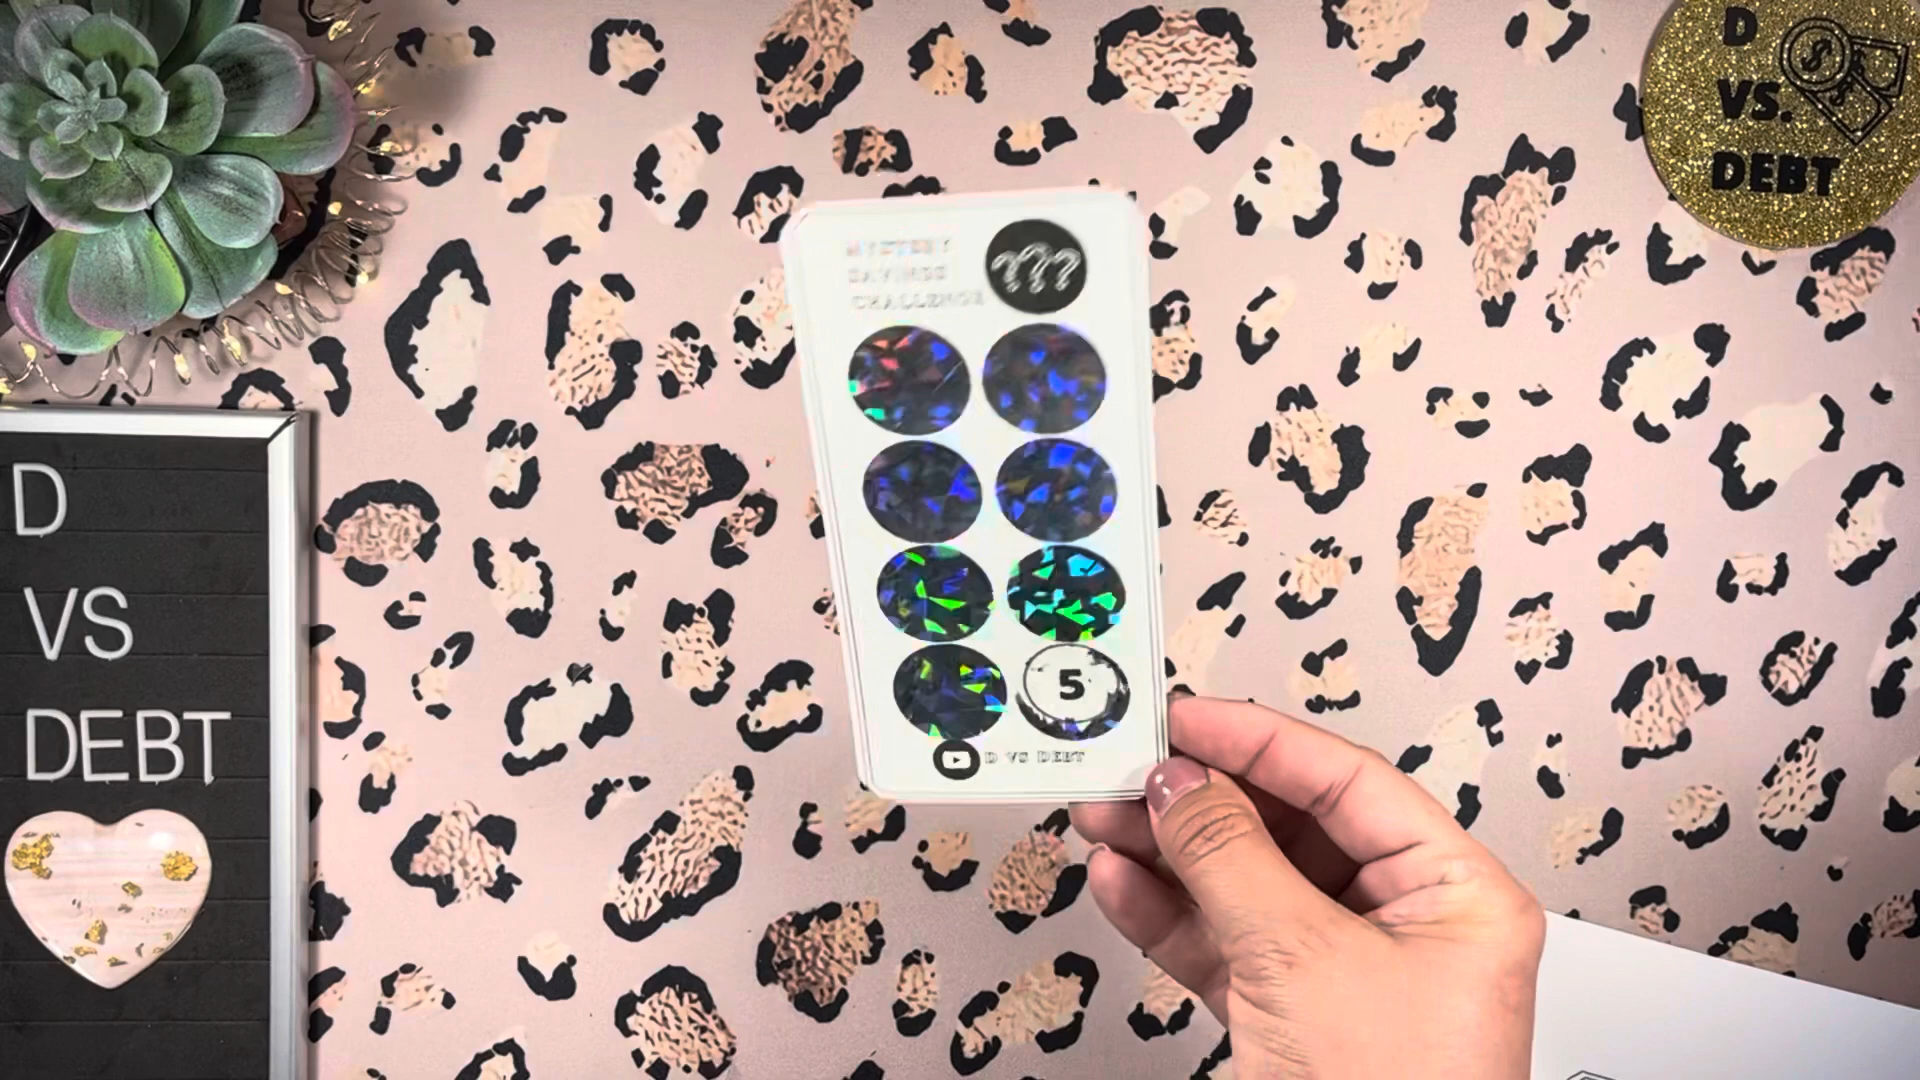 D
VS.
DEBT
MYSTERY
SAVINGS
CHALLENGE
???
5
D VS DEBT
D
VS
DEBT